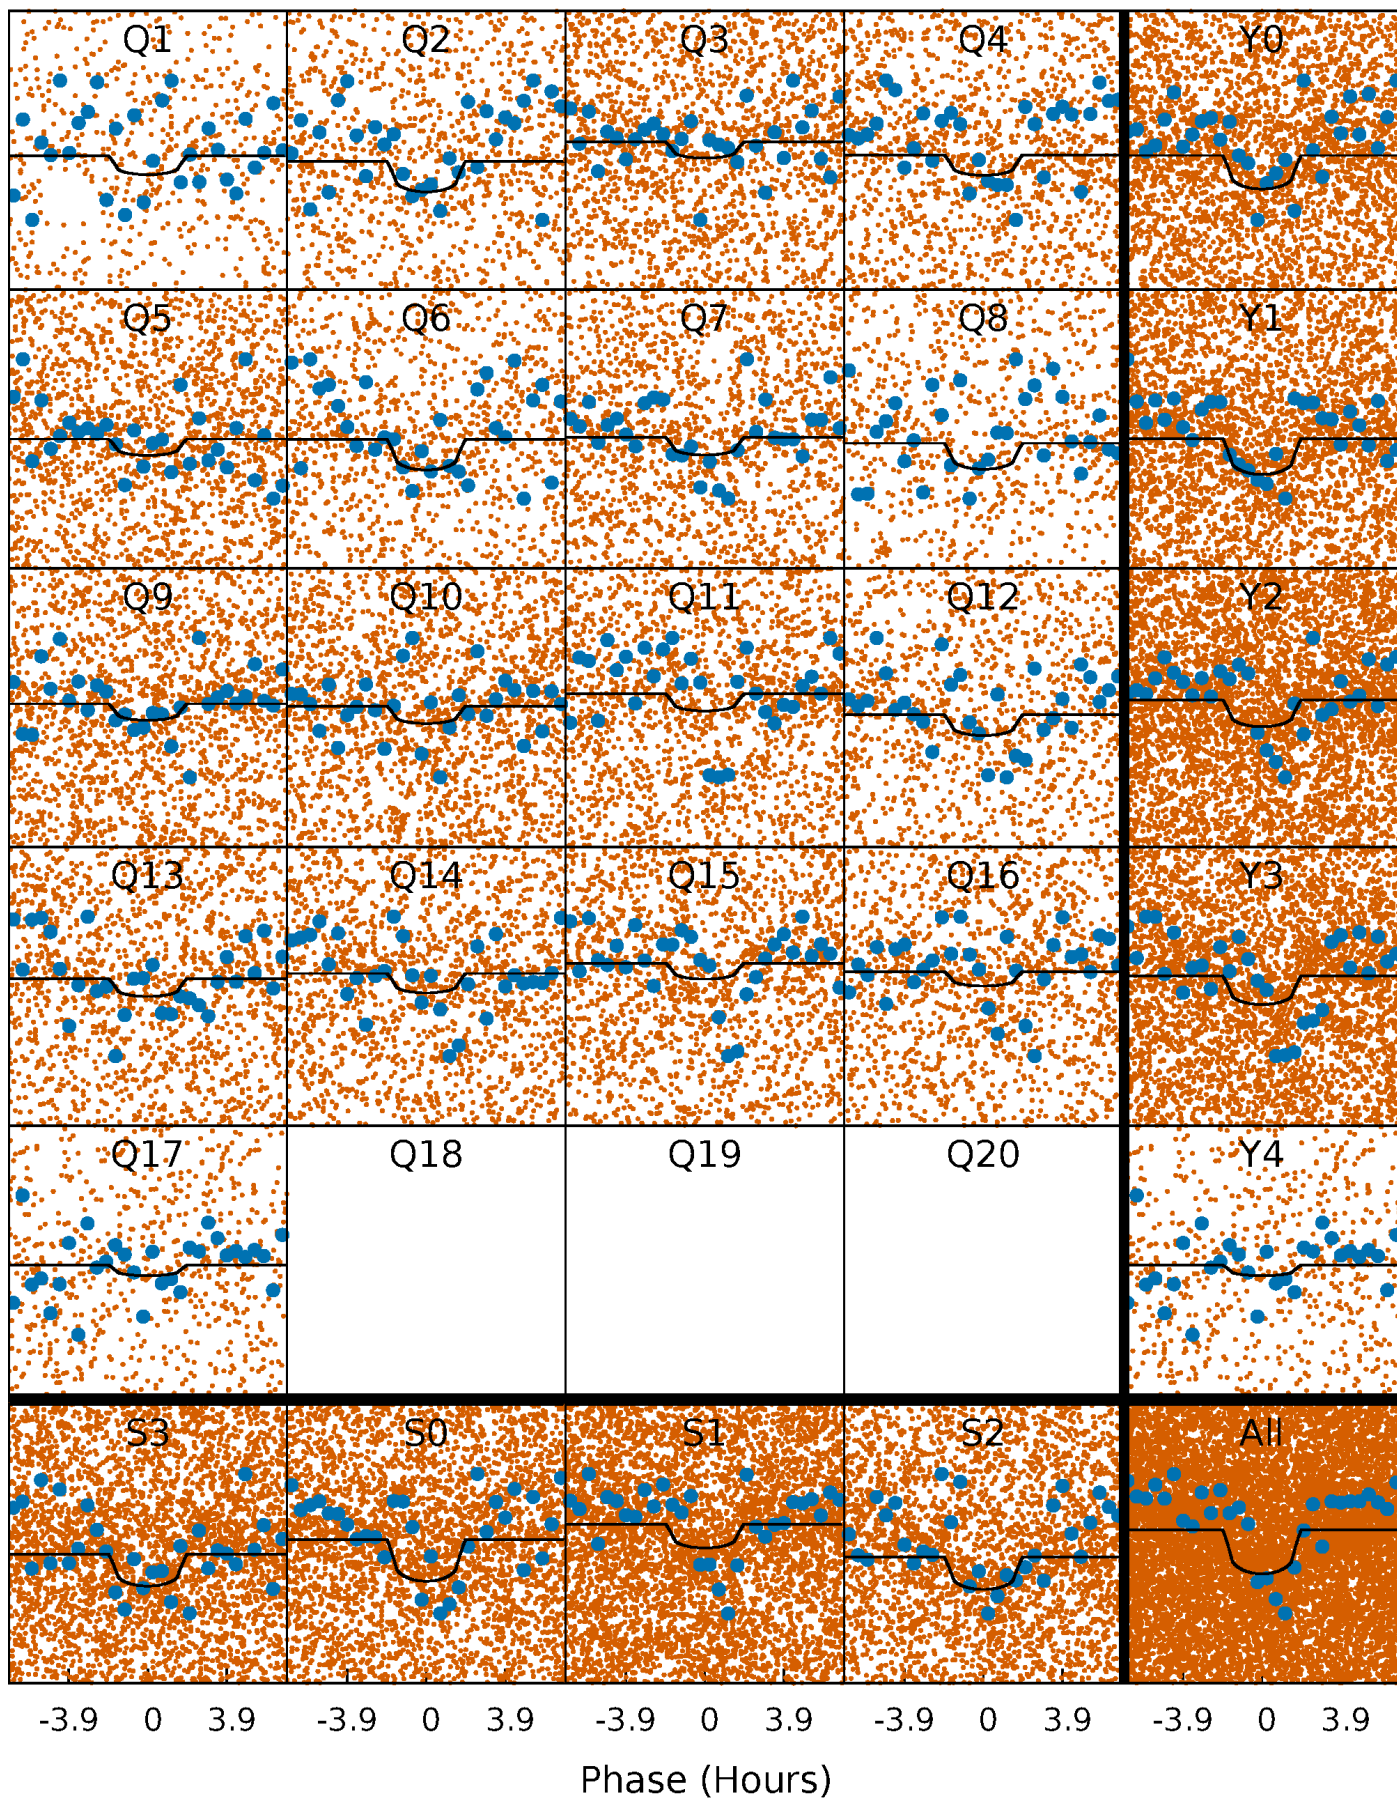 Q1 Q2 Q3 Q4 Y0
Q5 Q6 Q7 Q8 Y1
Q9 Q10 Q11 Q12 Y2
Q13 Q14 Q15 Q16 Y3
Q17 Q18 Q19 Q20 Y4
S3 S0 S1 S2 All
-3.9 0 3.9 -3.9 0 3.9 -3.9 0 3.9 -3.9 0 3.9 -3.9 0 3.9
Phase (Hours)